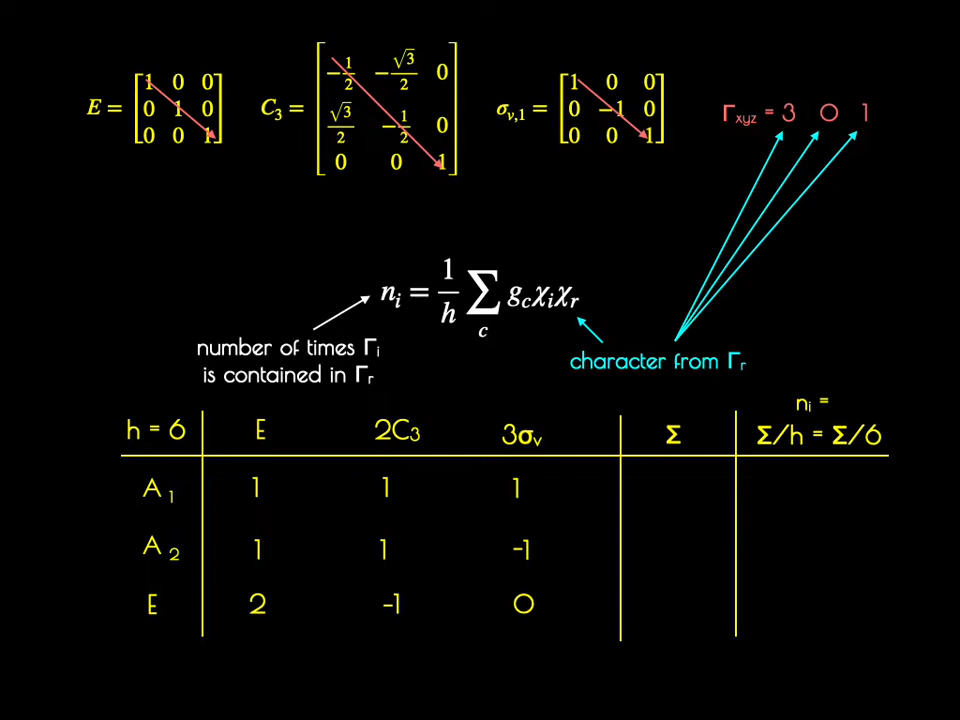 E = [1 0 0
0 1 0
0 0 1]
C₃ = [−1/2 −√3/2 0
√3/2 −1/2 0
0 0 1]
σᵥ,₁ = [1 0 0
0 −1 0
0 0 1]
Γxyz = 3 0 1
nᵢ = 1/h Σc g_c χᵢ χᵣ
number of times Γi
is contained in Γr
character from Γr
nᵢ =
h = 6 E 2C₃ 3σᵥ Σ Σ/h = Σ/6
A₁ 1 1 1
A₂ 1 1 -1
E 2 -1 0